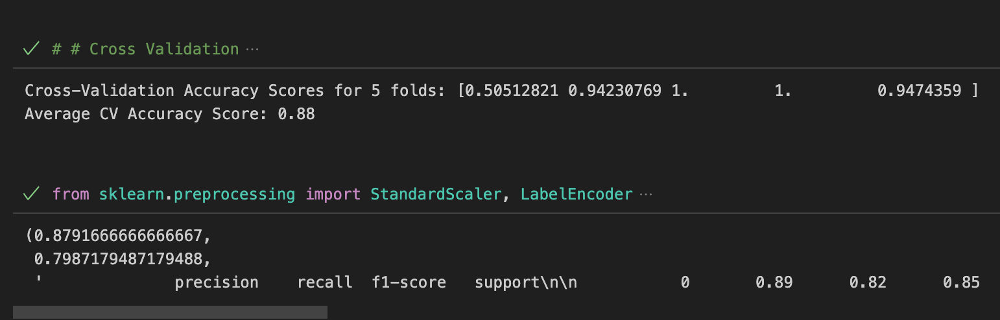 # # Cross Validation ...
Cross-Validation Accuracy Scores for 5 folds: [0.50512821 0.94230769 1.         1.         0.9474359 ]
Average CV Accuracy Score: 0.88
from sklearn.preprocessing import StandardScaler, LabelEncoder ...
(0.8791666666666667,
 0.7987179487179488,
 '              precision    recall  f1-score   support\n\n           0       0.89      0.82      0.85